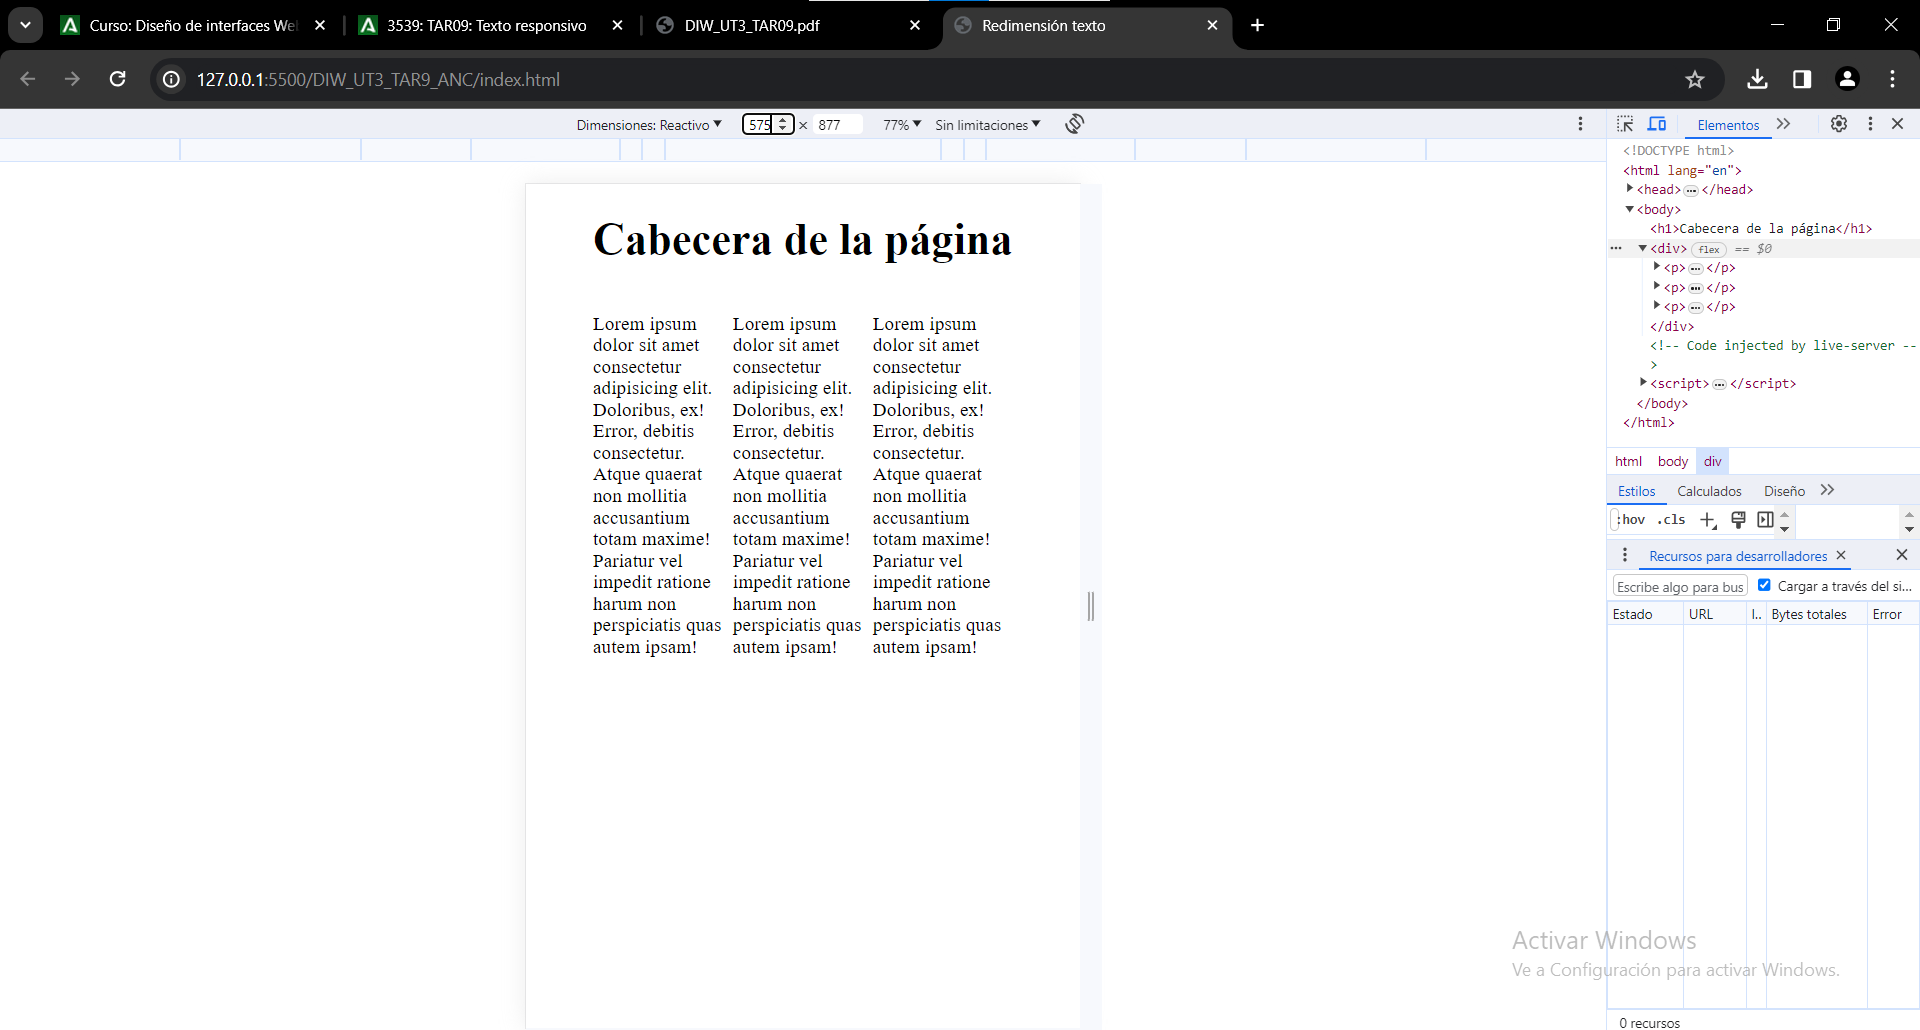 Curso: Diseño de interfaces We
3539: TAR09: Texto responsivo
DIW_UT3_TAR09.pdf
Redimensión texto
127.0.0.1:5500/DIW_UT3_TAR9_ANC/index.html
Dimensiones: Reactivo
575 × 877
77%
Sin limitaciones
Elementos
<!DOCTYPE html>
<html lang="en">
<head> ... </head>
<body>
<h1>Cabecera de la página</h1>
... <div> flex == $0
<p> ... </p>
<p> ... </p>
<p> ... </p>
</div>
<!-- Code injected by live-server --
>
<script> ... </script>
</body>
</html>
html body div
Estilos Calculados Diseño
:hov .cls
Recursos para desarrolladores
Escribe algo para bus
Cargar a través del si...
Estado URL I.. Bytes totales Error
0 recursos
Cabecera de la página
Lorem ipsum
dolor sit amet
consectetur
adipisicing elit.
Doloribus, ex!
Error, debitis
consectetur.
Atque quaerat
non mollitia
accusantium
totam maxime!
Pariatur vel
impedit ratione
harum non
perspiciatis quas
autem ipsam!
Lorem ipsum
dolor sit amet
consectetur
adipisicing elit.
Doloribus, ex!
Error, debitis
consectetur.
Atque quaerat
non mollitia
accusantium
totam maxime!
Pariatur vel
impedit ratione
harum non
perspiciatis quas
autem ipsam!
Lorem ipsum
dolor sit amet
consectetur
adipisicing elit.
Doloribus, ex!
Error, debitis
consectetur.
Atque quaerat
non mollitia
accusantium
totam maxime!
Pariatur vel
impedit ratione
harum non
perspiciatis quas
autem ipsam!
Activar Windows
Ve a Configuración para activar Windows.